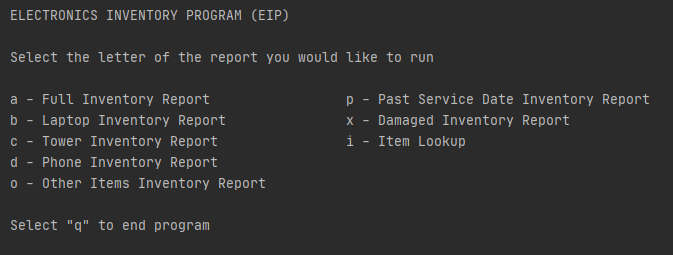 ELECTRONICS INVENTORY PROGRAM (EIP)
Select the letter of the report you would like to run
a - Full Inventory Report                 p - Past Service Date Inventory Report
b - Laptop Inventory Report               x - Damaged Inventory Report
c - Tower Inventory Report                i - Item Lookup
d - Phone Inventory Report
o - Other Items Inventory Report
Select "q" to end program